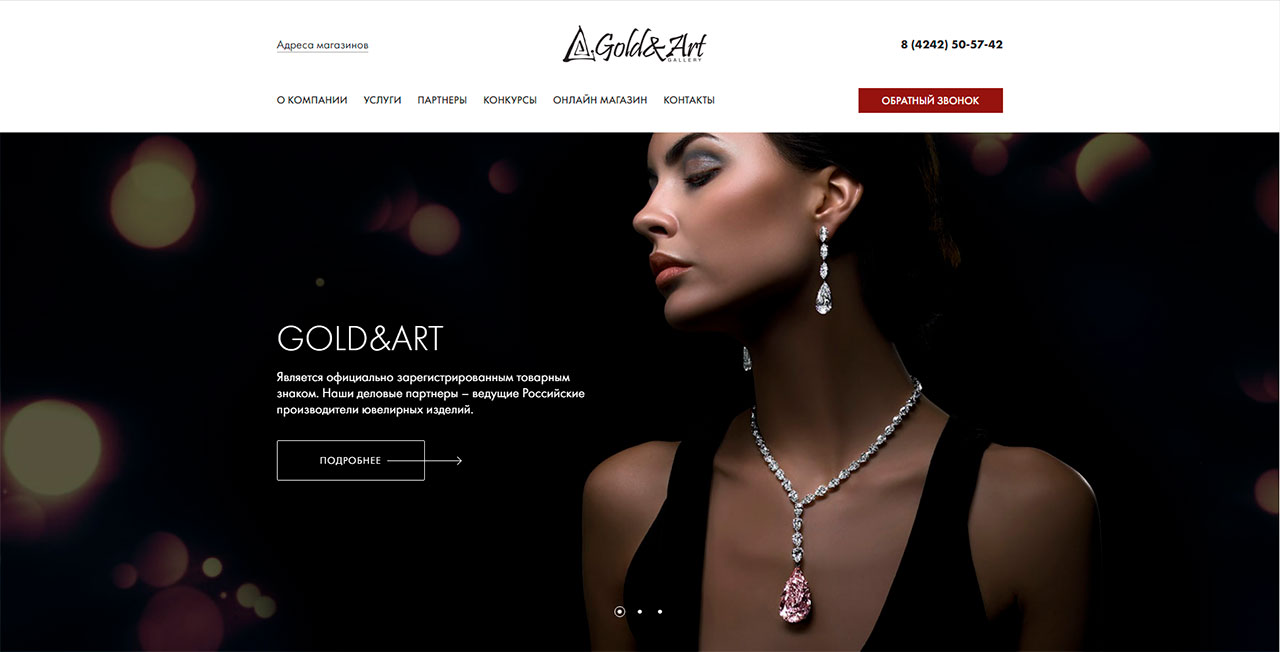 Адреса магазинов
Gold&Art
GALLERY
8 (4242) 50-57-42
О КОМПАНИИ УСЛУГИ ПАРТНЕРЫ КОНКУРСЫ ОНЛАЙН МАГАЗИН КОНТАКТЫ
ОБРАТНЫЙ ЗВОНОК
GOLD&ART
Является официально зарегистрированным товарным
знаком. Наши деловые партнеры – ведущие Российские
производители ювелирных изделий.
ПОДРОБНЕЕ